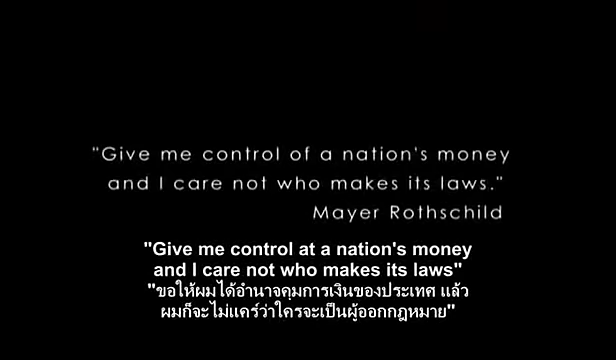 "Give me control of a nation's money
and I care not who makes its laws."
Mayer Rothschild
"Give me control at a nation's money
and I care not who makes its laws"
"ขอให้ผมได้อำนาจคุมการเงินของประเทศ แล้ว
ผมก็จะไม่แคร์ว่าใครจะเป็นผู้ออกกฎหมาย"